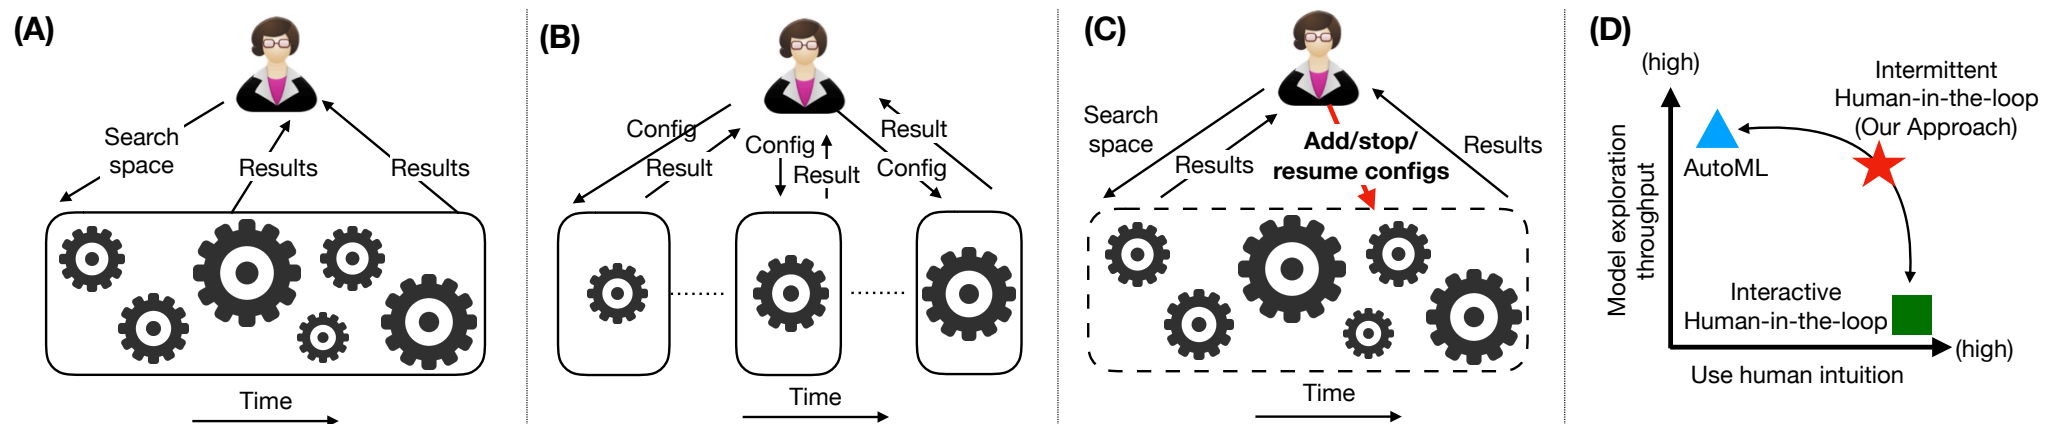 (A)
Search
space
Results
Results
Time
(B)
Config
Result
Config
Result
Result
Config
Time
(C)
Search
space
Results
Add/stop/
resume configs
Results
Time
(D)
(high)
Model exploration
throughput
Intermittent
Human-in-the-loop
(Our Approach)
AutoML
Interactive
Human-in-the-loop
(high)
Use human intuition